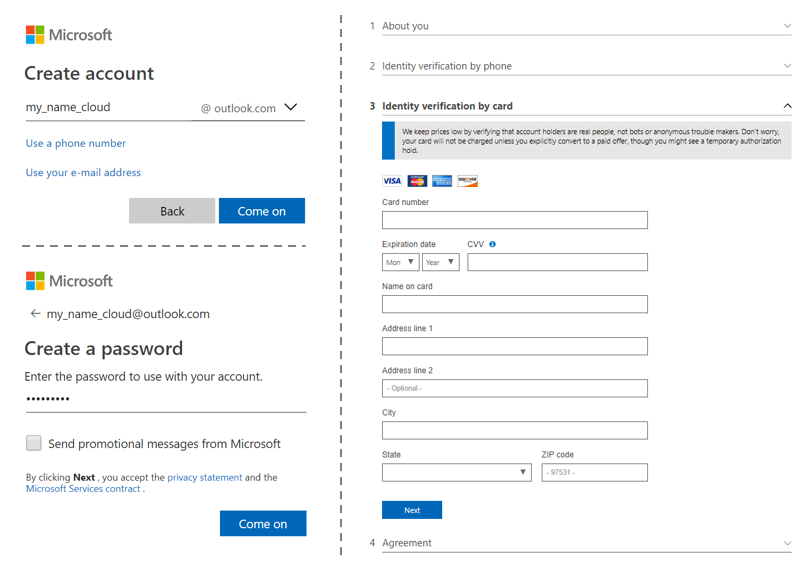 Microsoft
Create account
my_name_cloud @ outlook.com
Use a phone number
Use your e-mail address
Back Come on
Microsoft
← my_name_cloud@outlook.com
Create a password
Enter the password to use with your account.
•••••••••
Send promotional messages from Microsoft
By clicking Next , you accept the privacy statement and the
Microsoft Services contract .
Come on
1 About you
2 Identity verification by phone
3 Identity verification by card
We keep prices low by verifying that account holders are real people, not bots or anonymous trouble makers. Don't worry,
your card will not be charged unless you explicitly convert to a paid offer, though you might see a temporary authorization
hold.
VISA MasterCard AMERICAN EXPRESS DISCOVER
Card number
Expiration date CVV
Mon Year
Name on card
Address line 1
Address line 2
- Optional -
City
State ZIP code
- 97531 -
Next
4 Agreement